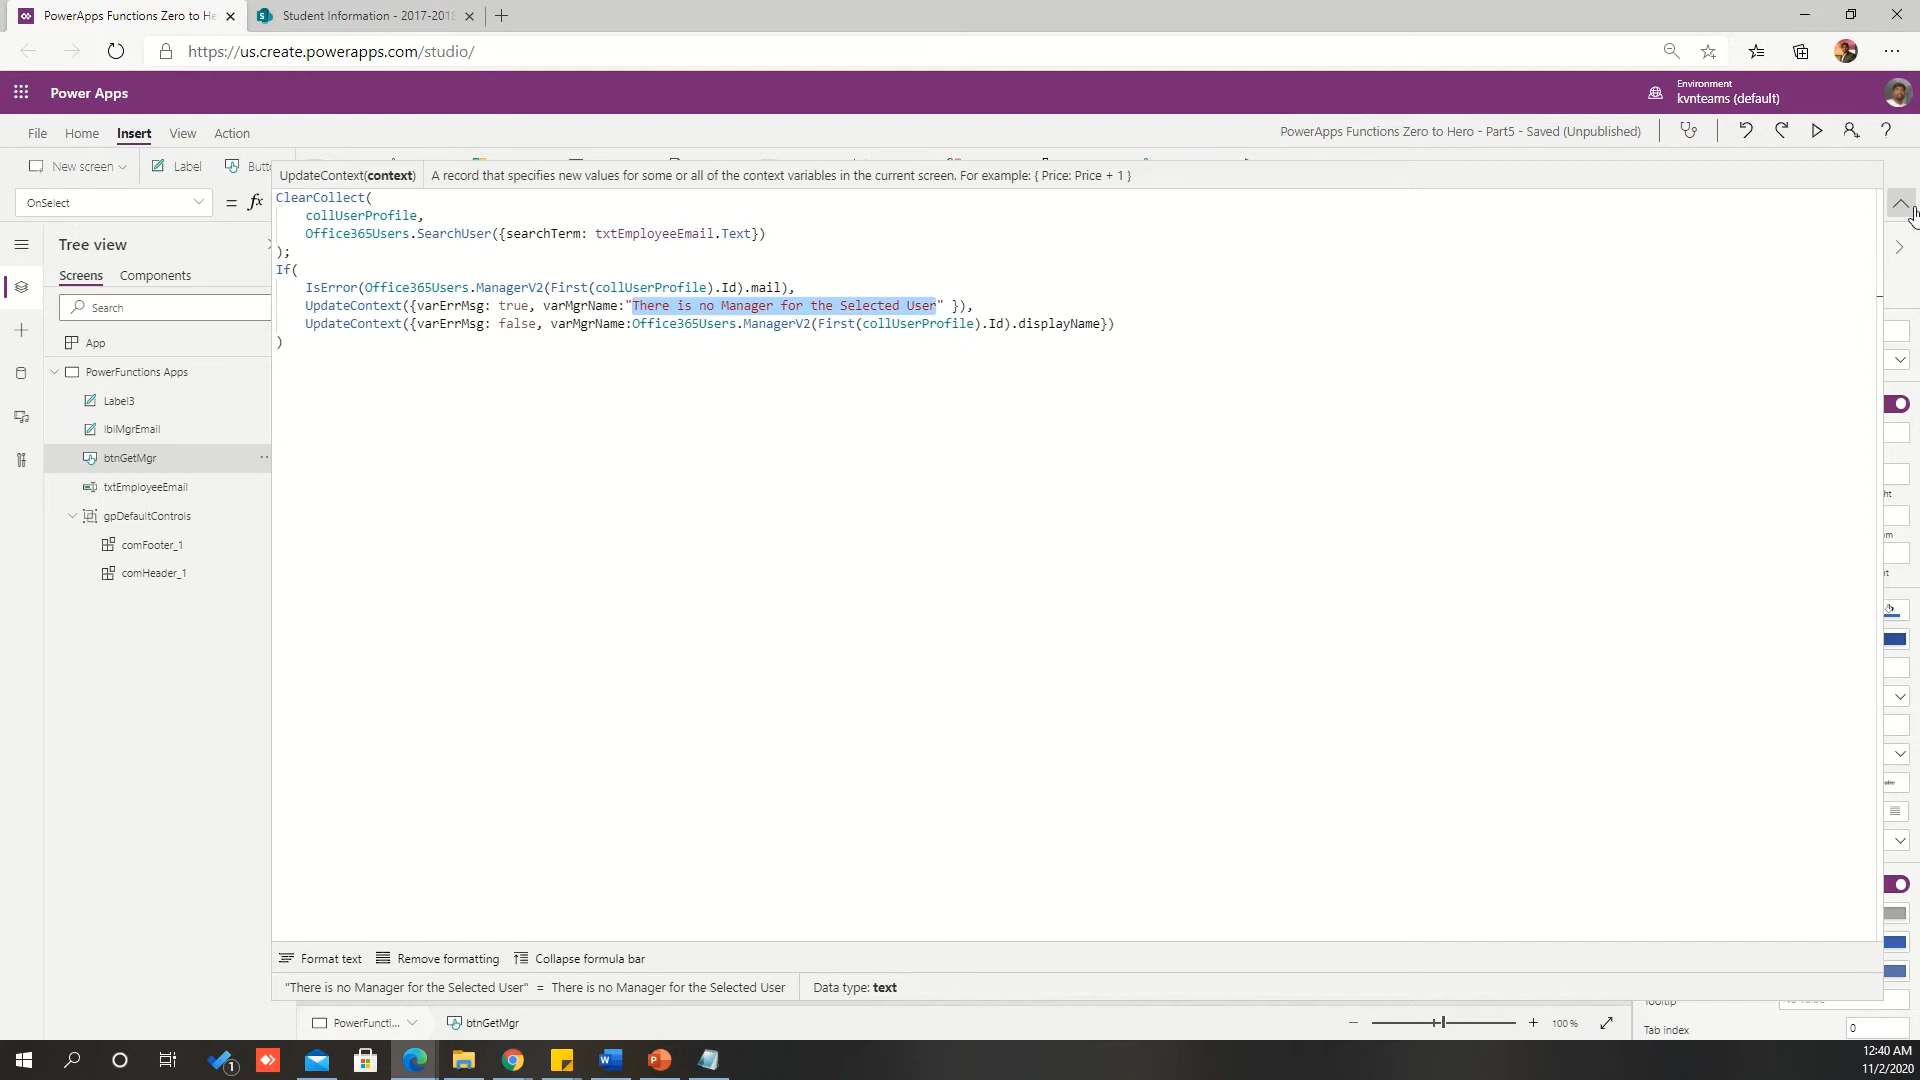 PowerApps Functions Zero to He
Student Information - 2017-2018
https://us.create.powerapps.com/studio/
Power Apps
Environment
kvnteams (default)
File Home Insert View Action
PowerApps Functions Zero to Hero - Part5 - Saved (Unpublished)
New screen Label Butt
UpdateContext(context) A record that specifies new values for some or all of the context variables in the current screen. For example: { Price: Price + 1 }
OnSelect = fx
ClearCollect(
collUserProfile,
Office365Users.SearchUser({searchTerm: txtEmployeeEmail.Text})
);
If(
IsError(Office365Users.ManagerV2(First(collUserProfile).Id).mail),
UpdateContext({varErrMsg: true, varMgrName:"There is no Manager for the Selected User" }),
UpdateContext({varErrMsg: false, varMgrName:Office365Users.ManagerV2(First(collUserProfile).Id).displayName})
)
Tree view
Screens Components
Search
App
PowerFunctions Apps
Label3
lblMgrEmail
btnGetMgr
txtEmployeeEmail
gpDefaultControls
comFooter_1
comHeader_1
Format text Remove formatting Collapse formula bar
"There is no Manager for the Selected User" = There is no Manager for the Selected User Data type: text
PowerFuncti... btnGetMgr
100 %
Tab index 0
1
12:40 AM
11/2/2020